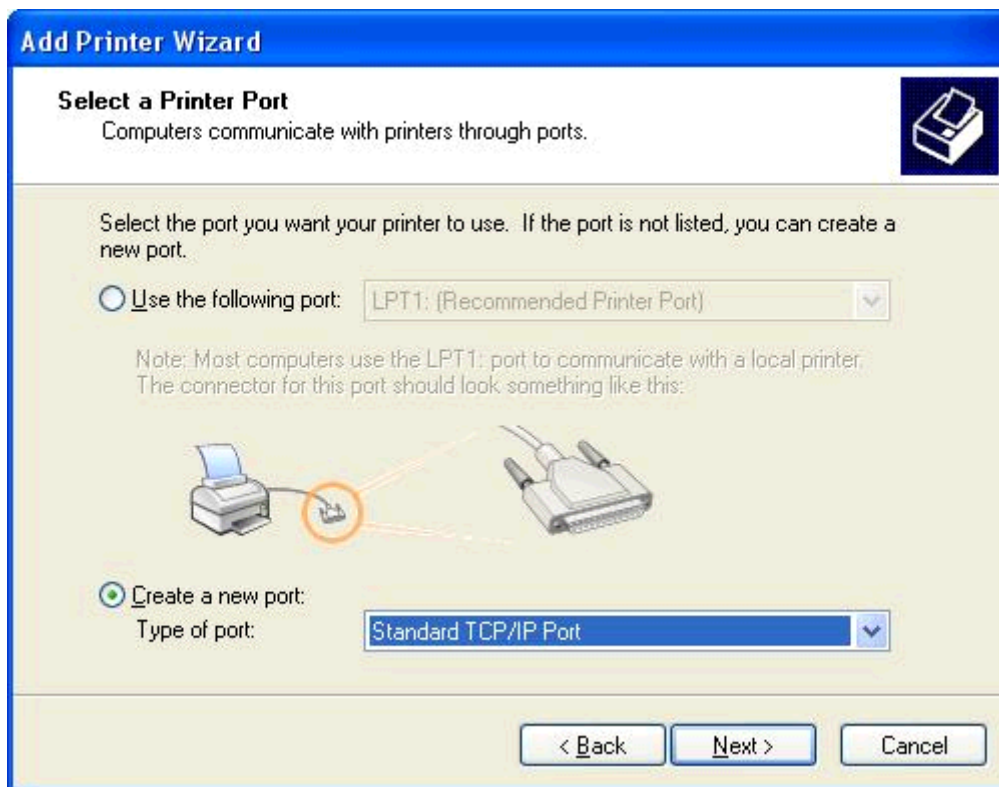 Add Printer Wizard
Select a Printer Port
Computers communicate with printers through ports.
Select the port you want your printer to use. If the port is not listed, you can create a
new port.
Use the following port: LPT1: (Recommended Printer Port)
Note: Most computers use the LPT1: port to communicate with a local printer.
The connector for this port should look something like this:
Create a new port:
Type of port: Standard TCP/IP Port
< Back Next > Cancel